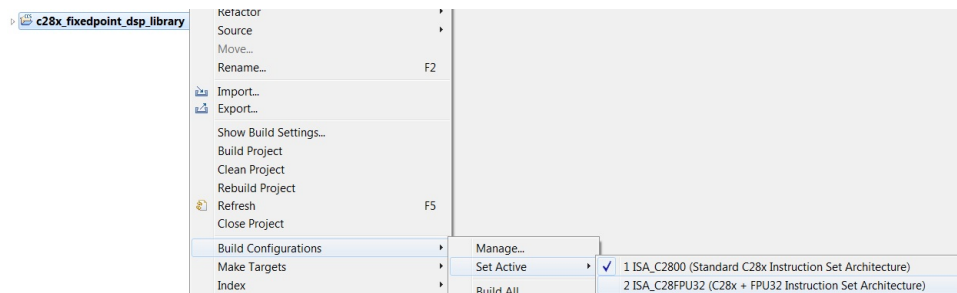 Refactor
c28x_fixedpoint_dsp_library
Source
Move...
Rename... F2
Import...
Export...
Show Build Settings...
Build Project
Clean Project
Rebuild Project
Refresh F5
Close Project
Build Configurations
Manage...
Make Targets
Set Active
1 ISA_C2800 (Standard C28x Instruction Set Architecture)
Index
Build All
2 ISA_C28FPU32 (C28x + FPU32 Instruction Set Architecture)